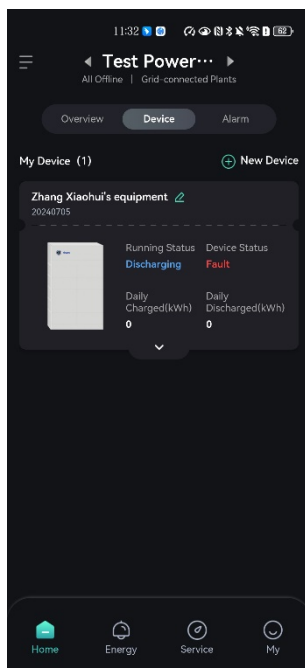 11:32 62
Test Power···
All Offline | Grid-connected Plants
Overview Device Alarm
My Device (1) New Device
Zhang Xiaohui's equipment
20240705
Running Status Device Status
Discharging Fault
Daily Daily
Charged(kWh) Discharged(kWh)
0 0
Home Energy Service My